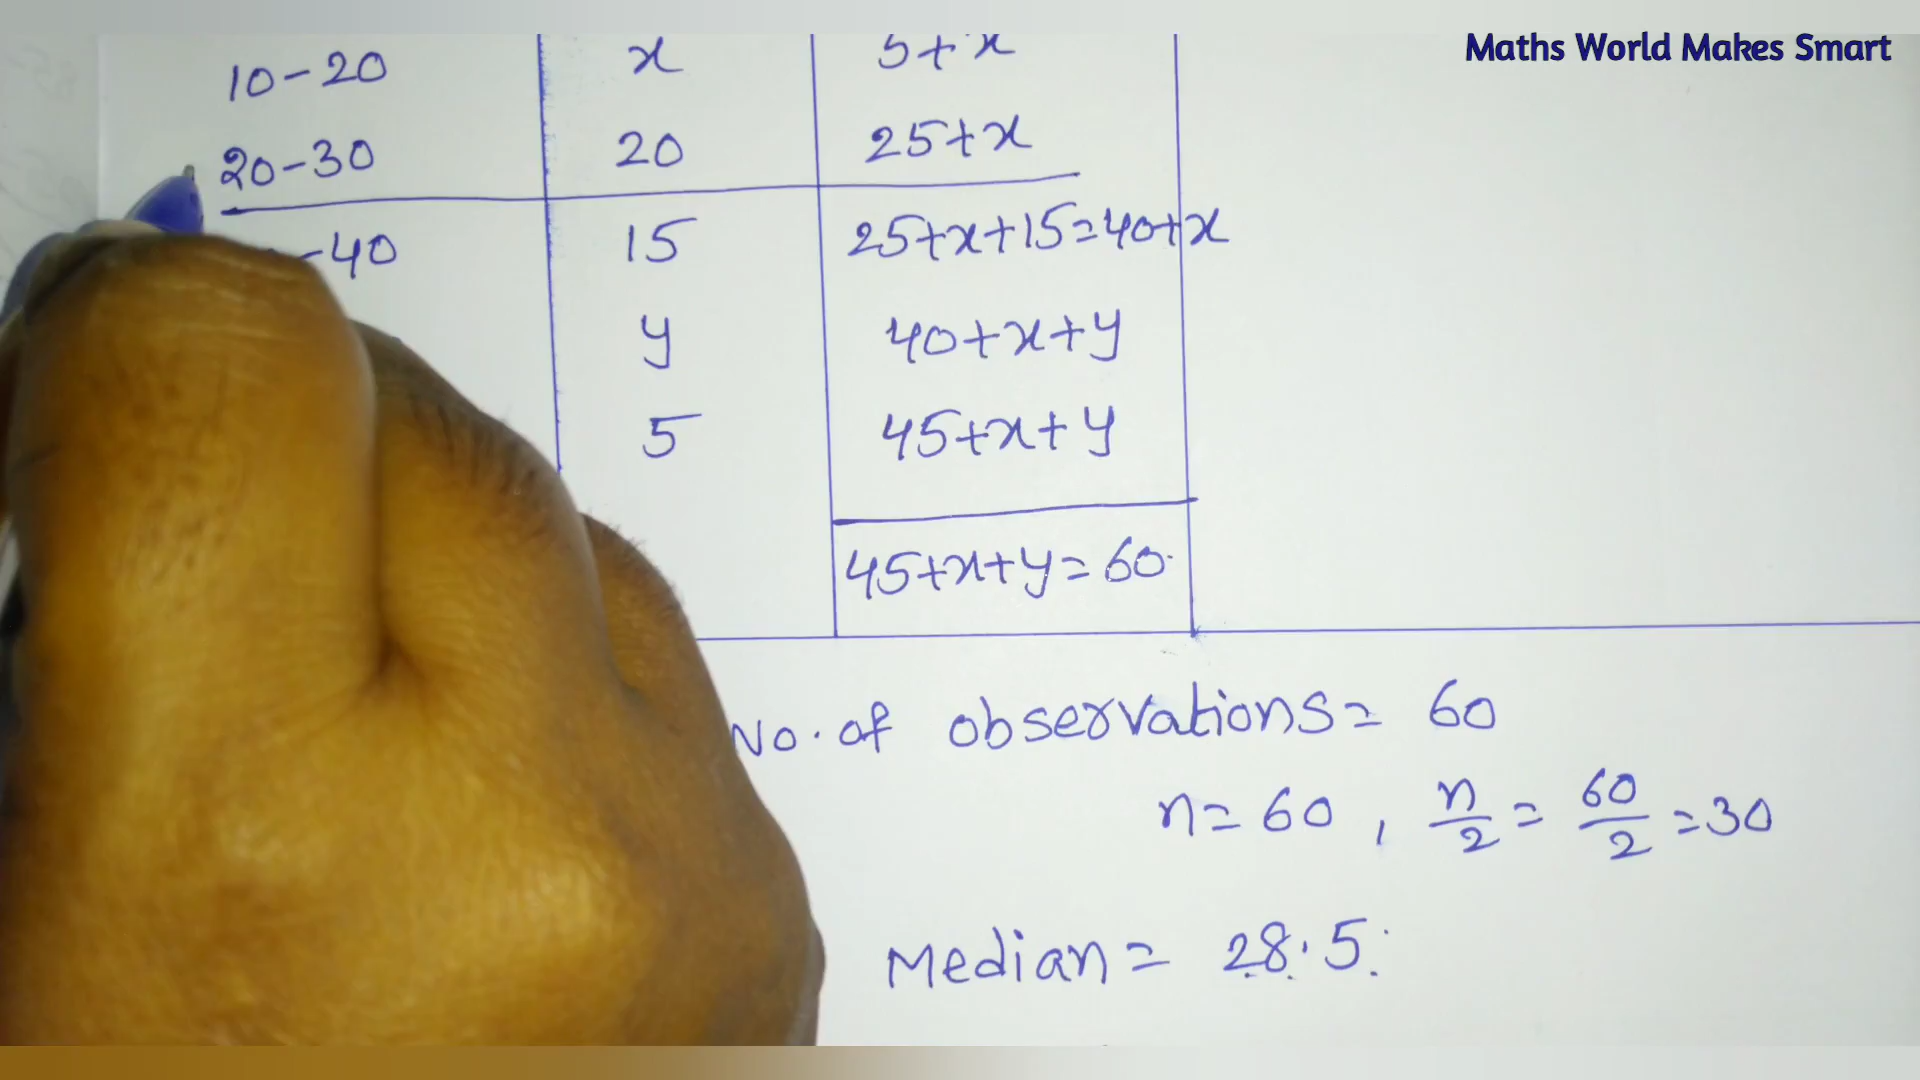 Maths World Makes Smart
10-20 x 5+x
20-30 20 25+x
-40 15 25+x+15=40+x
y 40+x+y
5 45+x+y
45+x+y=60
No. of observations= 60
n=60, n/2 = 60/2 =30
Median= 28.5